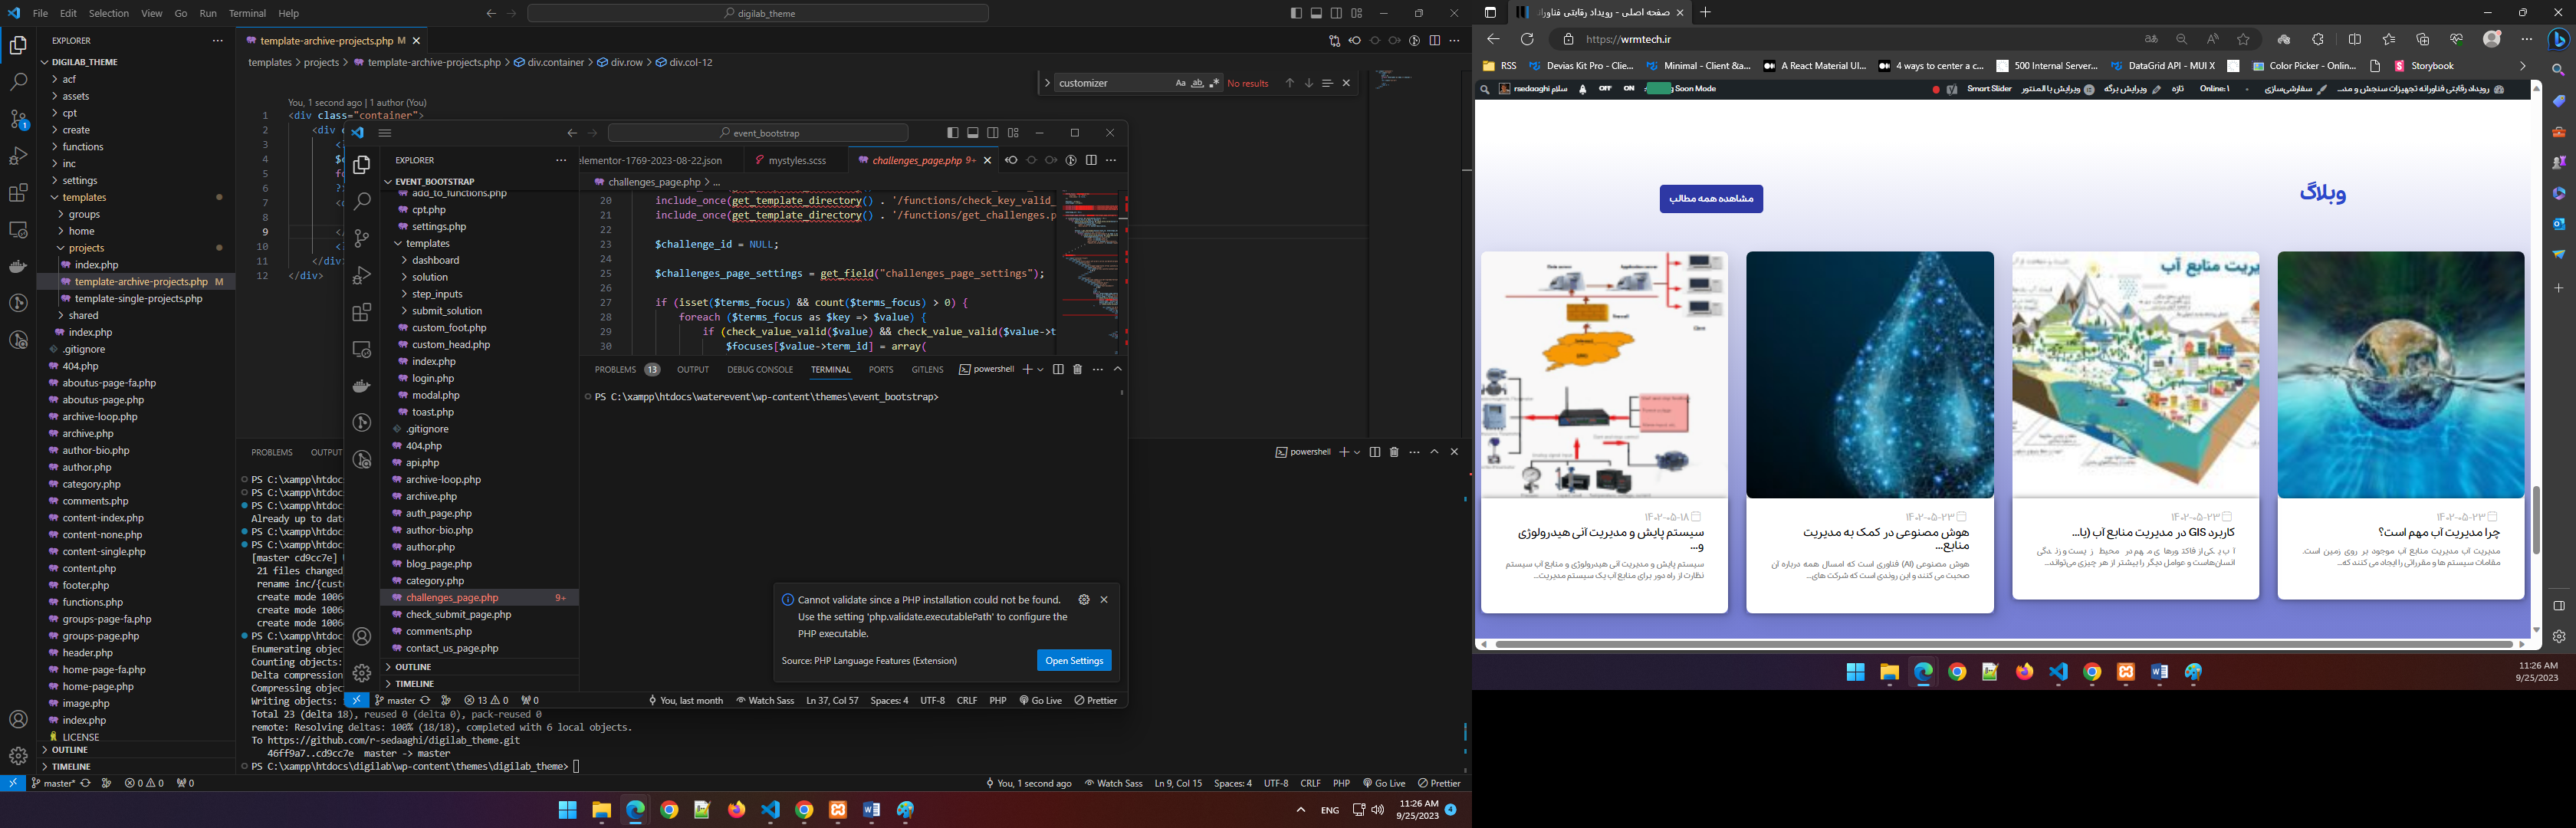 File Edit Selection View Go Run Terminal Help
digilab_theme
EXPLORER
DIGILAB_THEME
acf
assets
cpt
create
functions
inc
settings
templates
groups
home
projects
index.php
template-archive-projects.php M
template-single-projects.php
shared
index.php
.gitignore
404.php
aboutus-page-fa.php
aboutus-page.php
archive-loop.php
archive.php
author-bio.php
author.php
category.php
comments.php
content-index.php
content-none.php
content-single.php
content.php
footer.php
functions.php
groups-page-fa.php
groups-page.php
header.php
home-page-fa.php
home-page.php
image.php
index.php
LICENSE
OUTLINE
TIMELINE
template-archive-projects.php M
templates > projects > template-archive-projects.php > div.container > div.row > div.col-12
customizer
No results
You, 1 second ago | 1 author (You)
1 <div class="container">
2 <div c
3 <
4 $
5 fo
6 ?
7 <
8
9 </
10 <
11 </div
12 </div>
event_bootstrap
EXPLORER
EVENT_BOOTSTRAP
add_to_functions.php
cpt.php
settings.php
templates
dashboard
solution
step_inputs
submit_solution
custom_foot.php
custom_head.php
index.php
login.php
modal.php
toast.php
.gitignore
404.php
api.php
archive-loop.php
archive.php
auth_page.php
author-bio.php
author.php
blog_page.php
category.php
challenges_page.php 9+
check_submit_page.php
comments.php
contact_us_page.php
OUTLINE
TIMELINE
elementor-1769-2023-08-22.json
mystyles.scss
challenges_page.php 9+
challenges_page.php > ...
20 include_once(get_template_directory() . '/functions/check_key_valid_
21 include_once(get_template_directory() . '/functions/get_challenges.p
22
23 $challenge_id = NULL;
24
25 $challenges_page_settings = get_field("challenges_page_settings");
26
27 if (isset($terms_focus) && count($terms_focus) > 0) {
28 foreach ($terms_focus as $key => $value) {
29 if (check_value_valid($value) && check_value_valid($value->t
30 $focuses[$value->term_id] = array(
PROBLEMS 13 OUTPUT DEBUG CONSOLE TERMINAL PORTS GITLENS powershell
PS C:\xampp\htdocs\waterevent\wp-content\themes\event_bootstrap>
Cannot validate since a PHP installation could not be found.
Use the setting 'php.validate.executablePath' to configure the
PHP executable.
Source: PHP Language Features (Extension)
Open Settings
master 13 0 0 You, last month Watch Sass Ln 37, Col 57 Spaces: 4 UTF-8 CRLF PHP Go Live Prettier
PROBLEMS OUTPUT
powershell
PS C:\xampp\htdoc
PS C:\xampp\htdoc
PS C:\xampp\htdoc
Already up to dat
PS C:\xampp\htdoc
PS C:\xampp\htdoc
[master cd9cc7e]
21 files changed
rename inc/{cust
create mode 1006
create mode 1006
create mode 1006
PS C:\xampp\htdoc
Enumerating objec
Counting objects:
Delta compression
Compressing objec
Writing objects:
Total 23 (delta 18), reused 0 (delta 0), pack-reused 0
remote: Resolving deltas: 100% (18/18), completed with 6 local objects.
To https://github.com/r-sedaaghi/digilab_theme.git
46ff9a7..cd9cc7e master -> master
PS C:\xampp\htdocs\digilab\wp-content\themes\digilab_theme>
master* 0 0 0 You, 1 second ago Watch Sass Ln 9, Col 15 Spaces: 4 UTF-8 CRLF PHP Go Live Prettier
ENG
11:26 AM
9/25/2023
4
صفحه اصلی - رویداد رقابتی فناوران
https://wrmtech.ir
RSS
Devias Kit Pro - Clie...
Minimal - Client &a...
A React Material UI...
4 ways to center a c...
500 Internal Server...
DataGrid API - MUI X
Color Picker - Onlin...
Storybook
رویداد رقابتی فناورانه تجهیزات سنجش و مد...
سفارشی‌سازی
Online: 1
تازه
ویرایش برگه
ویرایش با المنتور
Smart Slider
Soon Mode
ON
OFF
سلام rsedaaghi
وبلاگ
مشاهده همه مطالب
یریت منابع آب
۱۴۰۲-۰۵-۲۳
چرا مدیریت آب مهم است؟
مدیریت آب مدیریت منابع آب موجود بر روی زمین است.
مقامات سیستم ها و مقرراتی را ایجاد می کنند که...
۱۴۰۲-۰۵-۲۳
کاربرد GIS در مدیریت منابع آب (پا...
آب یکی از فاکتورهای مهم در محیط زیست و زندگی
انسان‌هاست و عوامل دیگر را بیشتر از هر چیزی می‌تواند...
۱۴۰۲-۰۵-۲۳
هوش مصنوعی در کمک به مدیریت
منابع...
هوش مصنوعی (AI) فناوری است که امسال همه درباره آن
صحبت می کنند و این روندی است که شرکت های...
۱۴۰۲-۰۵-۱۸
سیستم پایش و مدیریت آنی هیدرولوژی
و...
سیستم پایش و مدیریت آنی هیدرولوژی و منابع آب سیستم
نظارت از راه دور برای منابع آب یک سیستم مدیریت...
11:26 AM
9/25/2023